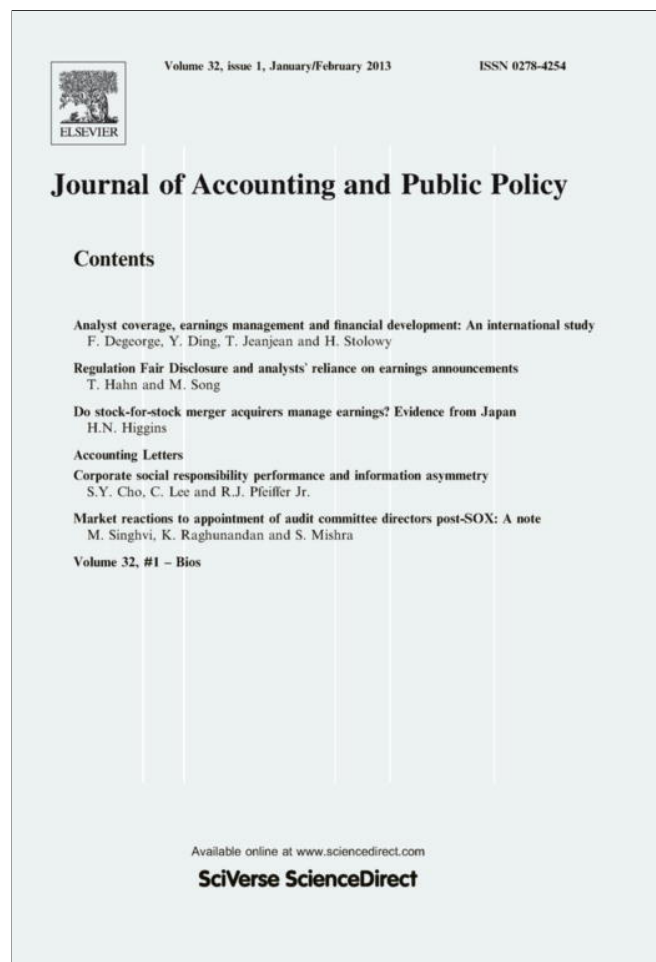 Volume 32, issue 1, January/February 2013 ISSN 0278-4254
ELSEVIER
Journal of Accounting and Public Policy
Contents
Analyst coverage, earnings management and financial development: An international study
F. Degeorge, Y. Ding, T. Jeanjean and H. Stolowy
Regulation Fair Disclosure and analysts' reliance on earnings announcements
T. Hahn and M. Song
Do stock-for-stock merger acquirers manage earnings? Evidence from Japan
H.N. Higgins
Accounting Letters
Corporate social responsibility performance and information asymmetry
S.Y. Cho, C. Lee and R.J. Pfeiffer Jr.
Market reactions to appointment of audit committee directors post-SOX: A note
M. Singhvi, K. Raghunandan and S. Mishra
Volume 32, #1 – Bios
Available online at www.sciencedirect.com
SciVerse ScienceDirect